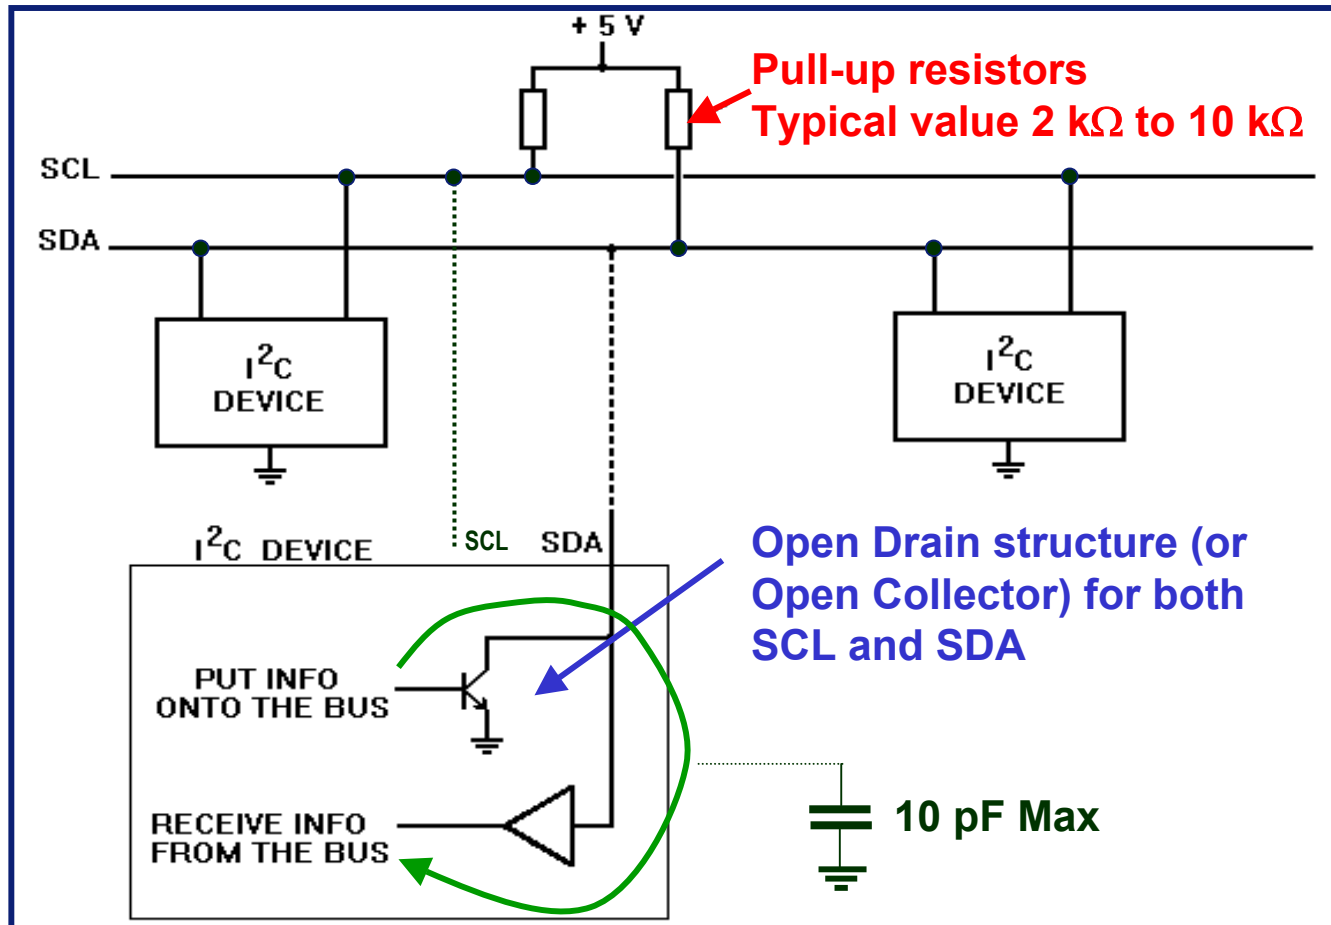 + 5 V
Pull-up resistors
Typical value 2 kΩ to 10 kΩ
SCL
SDA
I²C
DEVICE
I²C
DEVICE
I²C DEVICE
SCL
SDA
Open Drain structure (or
Open Collector) for both
SCL and SDA
PUT INFO
ONTO THE BUS
10 pF Max
RECEIVE INFO
FROM THE BUS